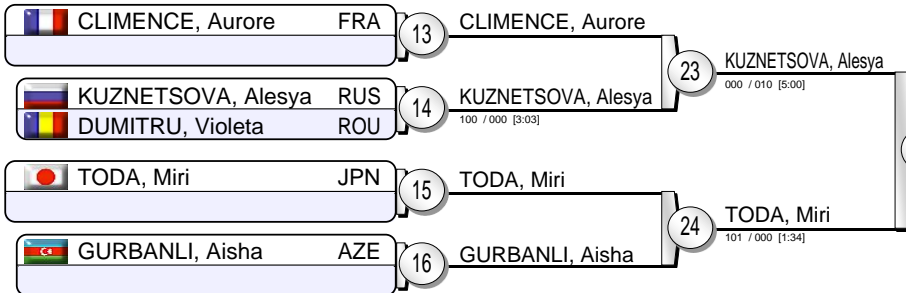 CLIMENCE, Aurore FRA
13
CLIMENCE, Aurore
KUZNETSOVA, Alesya RUS
DUMITRU, Violeta ROU
14
KUZNETSOVA, Alesya
100 / 000 [3:03]
23
KUZNETSOVA, Alesya
000 / 010 [5:00]
TODA, Miri JPN
15
TODA, Miri
GURBANLI, Aisha AZE
16
GURBANLI, Aisha
24
TODA, Miri
101 / 000 [1:34]